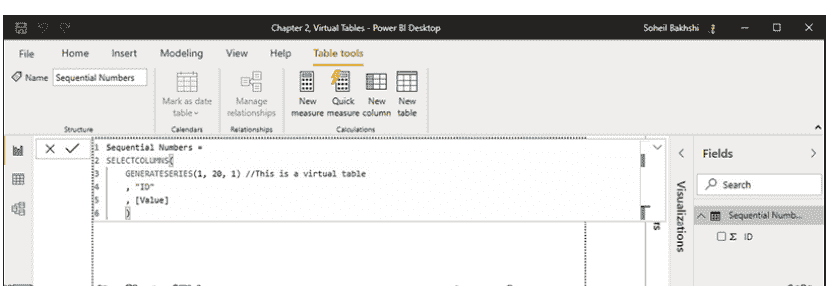 Chapter 2, Virtual Tables - Power BI Desktop
Soheil Bakhshi
File Home Insert Modeling View Help Table tools
Name Sequential Numbers
Mark as date table
Manage relationships
New measure
Quick measure
New column
New table
Structure Calendars Relationships Calculations
1 Sequential Numbers =
2 SELECTCOLUMNS(
3 GENERATESERIES(1, 20, 1) //This is a virtual table
4 , "ID"
5 , [Value]
6 )
Visualizations
Fields
Search
Sequential Numb...
Σ ID